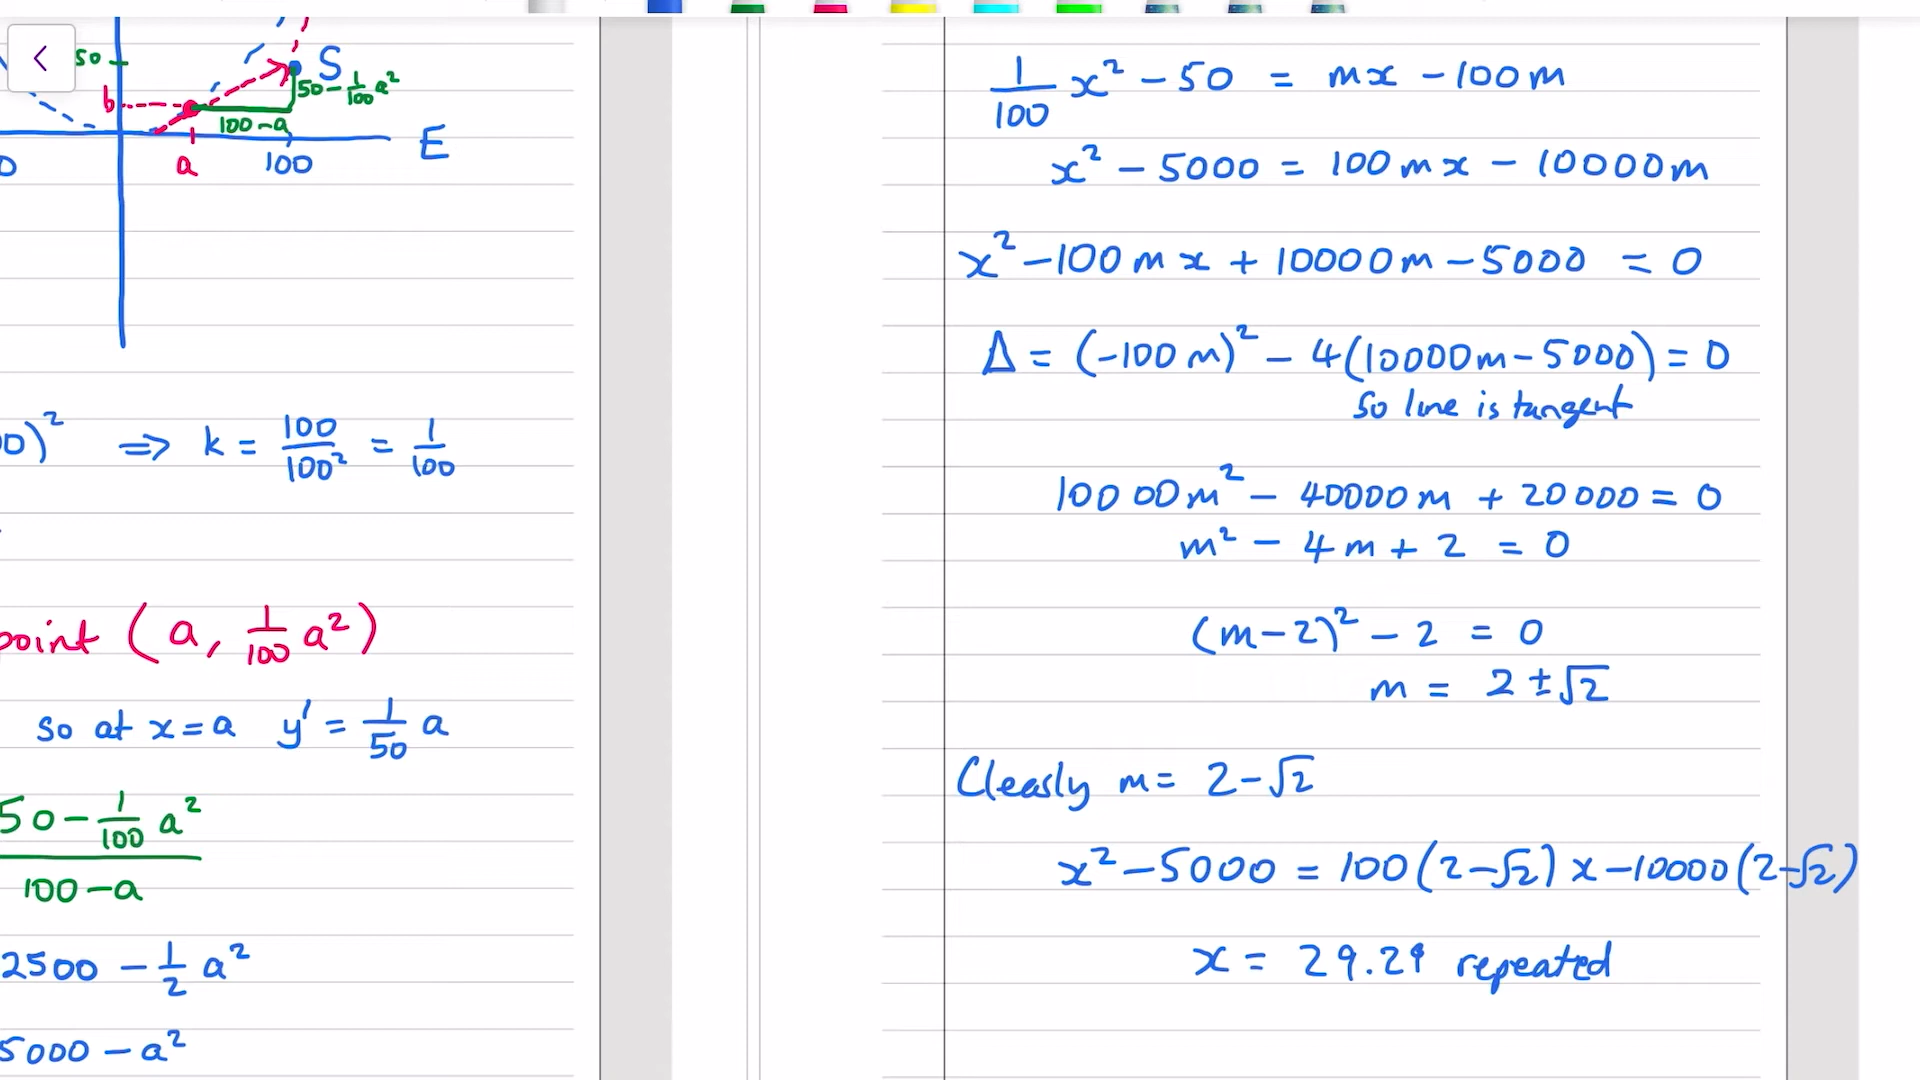 50
S
50 - 1/100 a²
b
100-a
E
a
100
0)² ⇒ k = 100/100² = 1/100
point (a, 1/100 a²)
so at x=a y' = 1/50 a
50 - 1/100 a²
100-a
2500 - 1/2 a²
5000 - a²
1/100 x² - 50 = mx - 100m
x² - 5000 = 100mx - 10000m
x² - 100mx + 10000m - 5000 = 0
Δ = (-100m)² - 4(10000m - 5000) = 0
so line is tangent
10000m² - 40000m + 20000 = 0
m² - 4m + 2 = 0
(m-2)² - 2 = 0
m = 2 ± √2
Clearly m = 2 - √2
x² - 5000 = 100(2-√2)x - 10000(2-√2)
x = 29.29 repeated